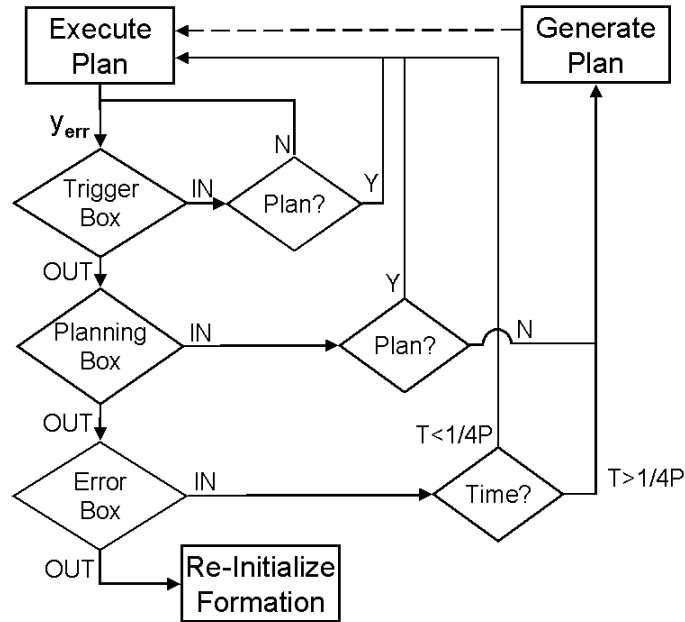 Execute
Plan
Generate
Plan
yerr
N
Trigger
Box
IN
Plan?
Y
OUT
Y
Planning
Box
IN
Plan?
N
OUT
T<1/4P
Error
Box
IN
Time?
T>1/4P
OUT
Re-Initialize
Formation